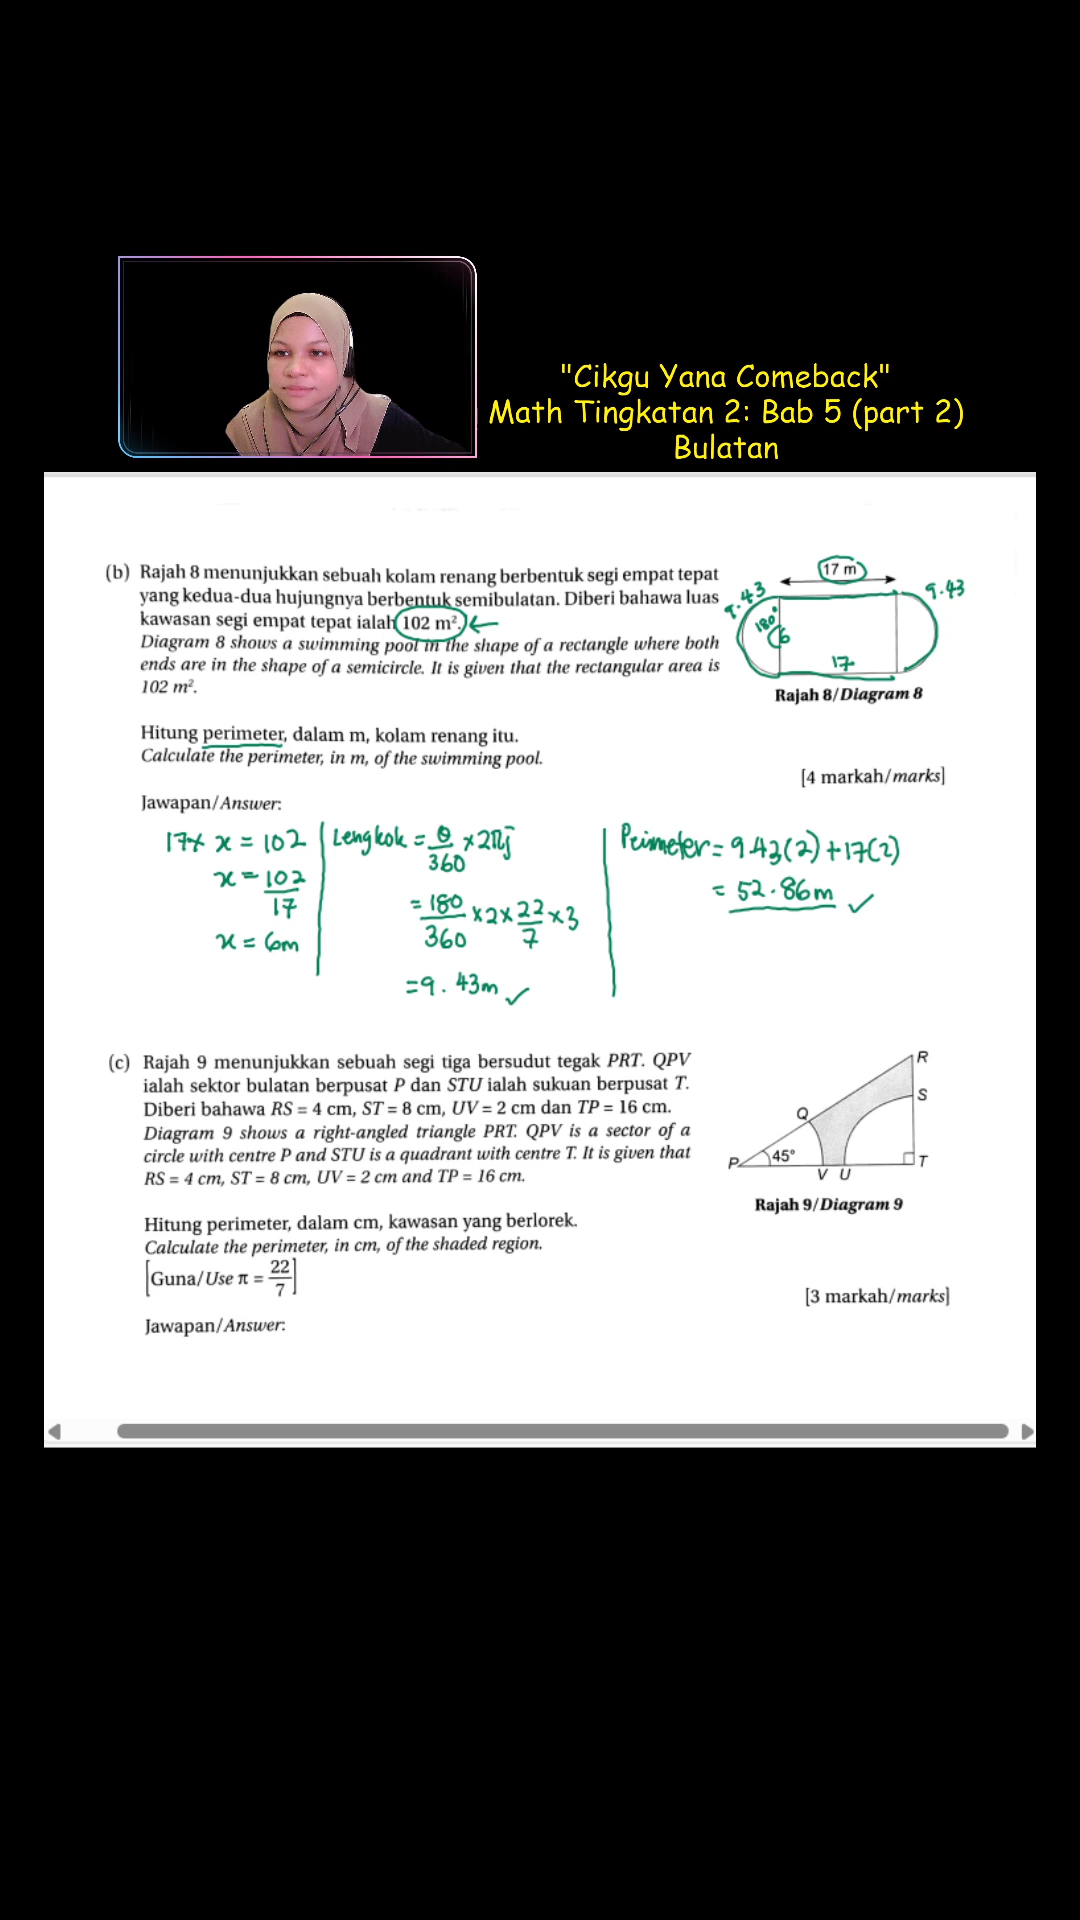 "Cikgu Yana Comeback"
Math Tingkatan 2: Bab 5 (part 2)
Bulatan
(b) Rajah 8 menunjukkan sebuah kolam renang berbentuk segi empat tepat
yang kedua-dua hujungnya berbentuk semibulatan. Diberi bahawa luas
kawasan segi empat tepat ialah 102 m².
Diagram 8 shows a swimming pool in the shape of a rectangle where both
ends are in the shape of a semicircle. It is given that the rectangular area is
102 m².
17 m
9.43
9.43
180°
6
17
Rajah 8/Diagram 8
Hitung perimeter, dalam m, kolam renang itu.
Calculate the perimeter, in m, of the swimming pool.
[4 markah/marks]
Jawapan/Answer:
17 × x = 102
x = 102/17
x = 6m
Lengkok = θ/360 × 2πj
= 180/360 × 2 × 22/7 × 3
= 9.43m ✓
Perimeter = 9.43(2) + 17(2)
= 52.86m ✓
(c) Rajah 9 menunjukkan sebuah segi tiga bersudut tegak PRT. QPV
ialah sektor bulatan berpusat P dan STU ialah sukuan berpusat T.
Diberi bahawa RS = 4 cm, ST = 8 cm, UV = 2 cm dan TP = 16 cm.
Diagram 9 shows a right-angled triangle PRT. QPV is a sector of a
circle with centre P and STU is a quadrant with centre T. It is given that
RS = 4 cm, ST = 8 cm, UV = 2 cm and TP = 16 cm.
R
S
Q
P
45°
T
V U
Rajah 9/Diagram 9
Hitung perimeter, dalam cm, kawasan yang berlorek.
Calculate the perimeter, in cm, of the shaded region.
[Guna/Use π = 22/7]
[3 markah/marks]
Jawapan/Answer: